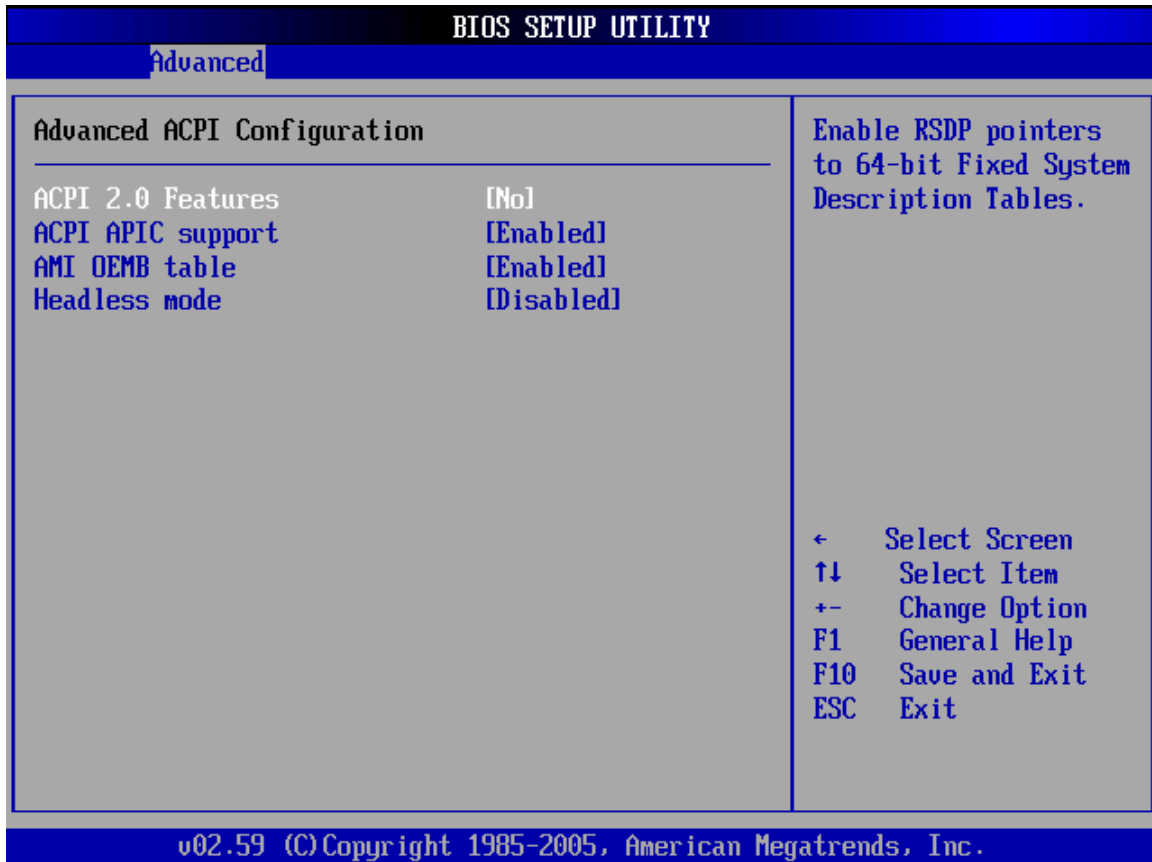 BIOS SETUP UTILITY
Advanced
Advanced ACPI Configuration
ACPI 2.0 Features [No]
ACPI APIC support [Enabled]
AMI OEMB table [Enabled]
Headless mode [Disabled]
Enable RSDP pointers
to 64-bit Fixed System
Description Tables.
← Select Screen
↑↓ Select Item
+- Change Option
F1 General Help
F10 Save and Exit
ESC Exit
v02.59 (C)Copyright 1985-2005, American Megatrends, Inc.